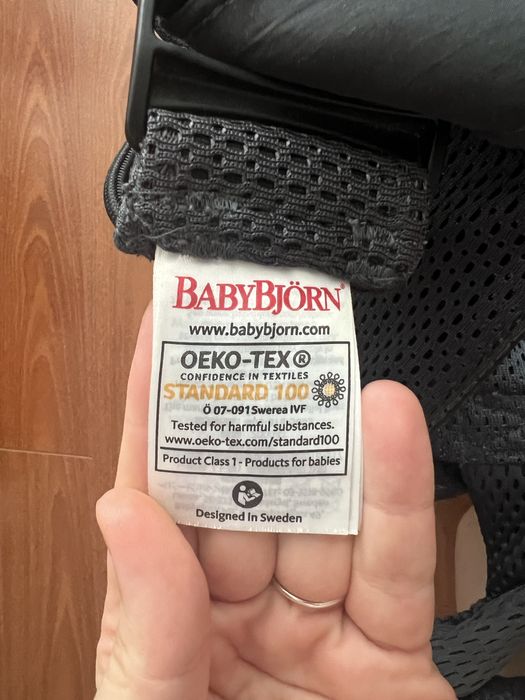 BABYBJÖRN®
www.babybjorn.com
OEKO-TEX®
CONFIDENCE IN TEXTILES
STANDARD 100
Ö 07-091 Swerea IVF
Tested for harmful substances.
www.oeko-tex.com/standard100
Product Class 1 - Products for babies
Designed in Sweden